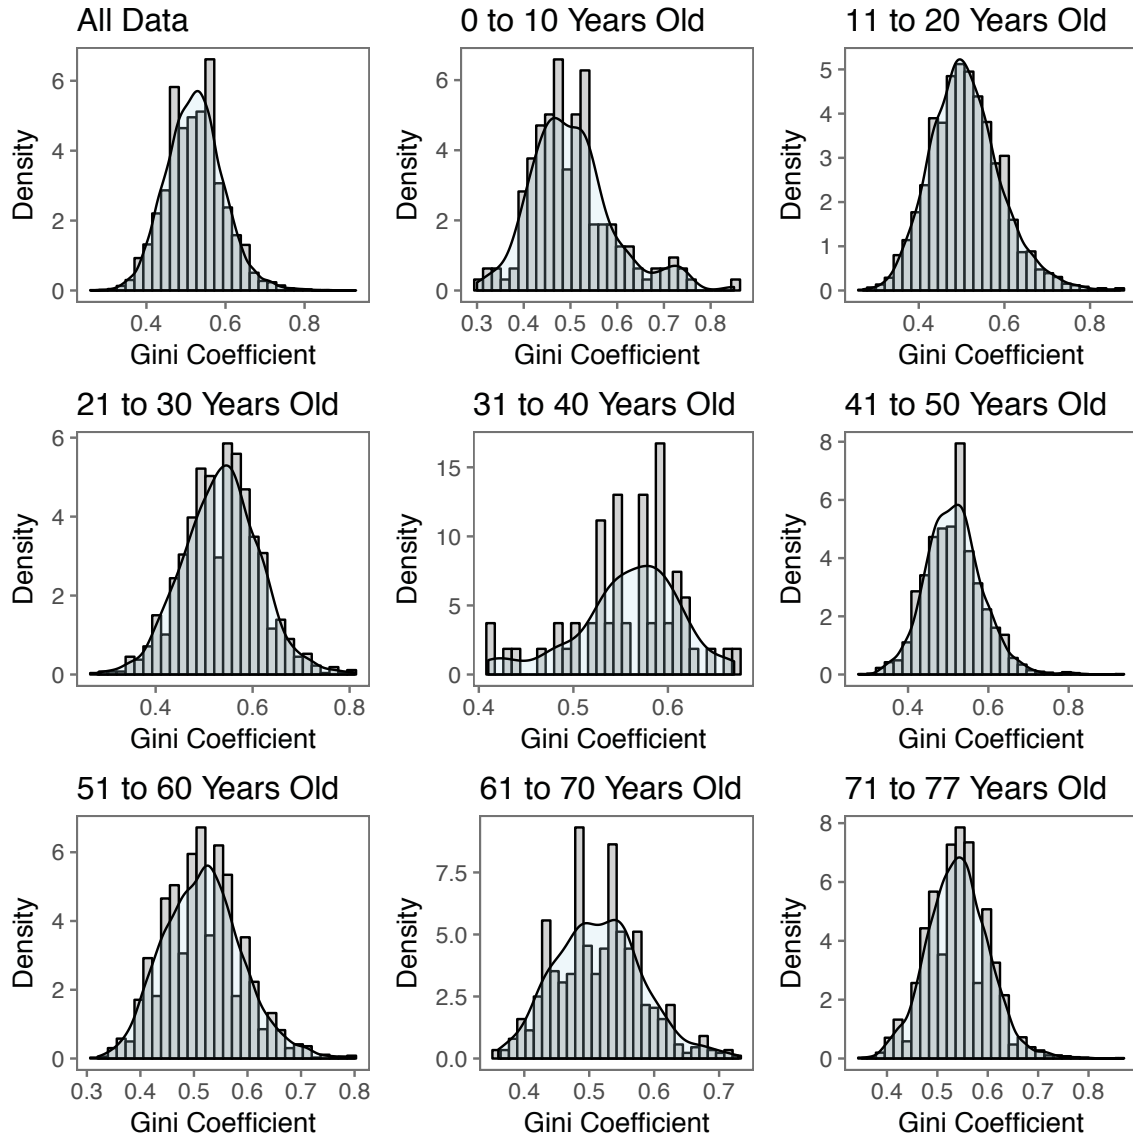 All Data
0 to 10 Years Old
11 to 20 Years Old
Density
6
4
2
0
0.4 0.6 0.8
Gini Coefficient
Density
6
4
2
0
0.3 0.4 0.5 0.6 0.7 0.8
Gini Coefficient
Density
5
4
3
2
1
0
0.4 0.6 0.8
Gini Coefficient
21 to 30 Years Old
31 to 40 Years Old
41 to 50 Years Old
Density
6
4
2
0
0.4 0.6 0.8
Gini Coefficient
Density
15
10
5
0
0.4 0.5 0.6
Gini Coefficient
Density
8
6
4
2
0
0.4 0.6 0.8
Gini Coefficient
51 to 60 Years Old
61 to 70 Years Old
71 to 77 Years Old
Density
6
4
2
0
0.3 0.4 0.5 0.6 0.7 0.8
Gini Coefficient
Density
7.5
5.0
2.5
0.0
0.4 0.5 0.6 0.7
Gini Coefficient
Density
8
6
4
2
0
0.4 0.5 0.6 0.7 0.8
Gini Coefficient